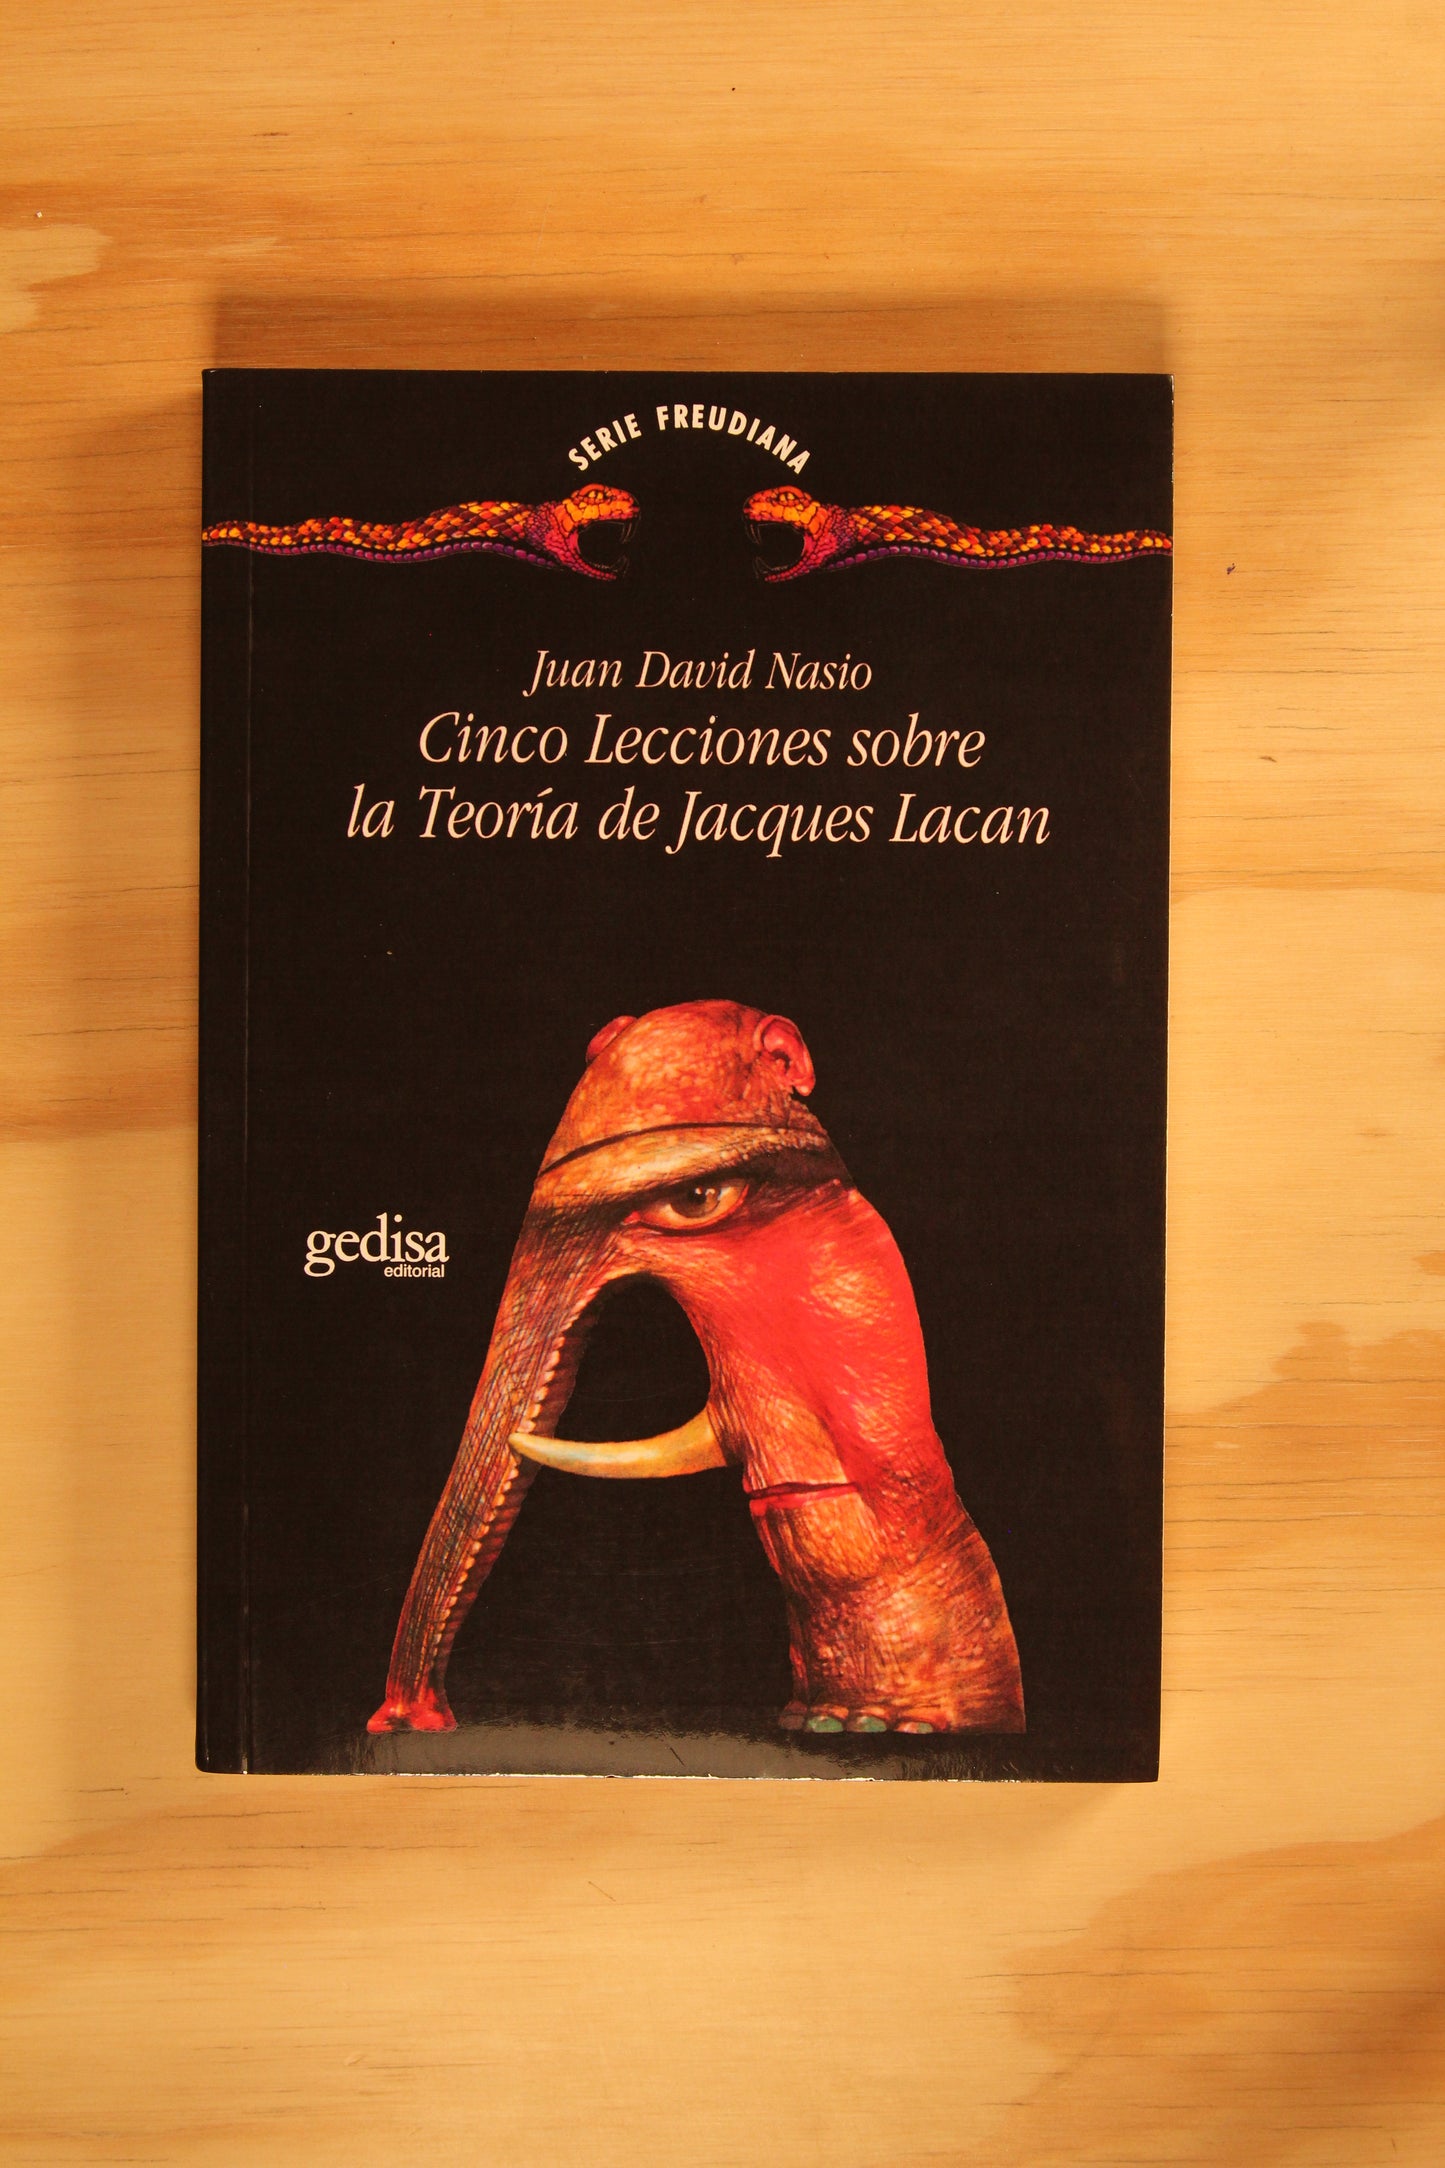 SERIE FREUDIANA
Juan David Nasio
Cinco Lecciones sobre
la Teoría de Jacques Lacan
gedisa
editorial